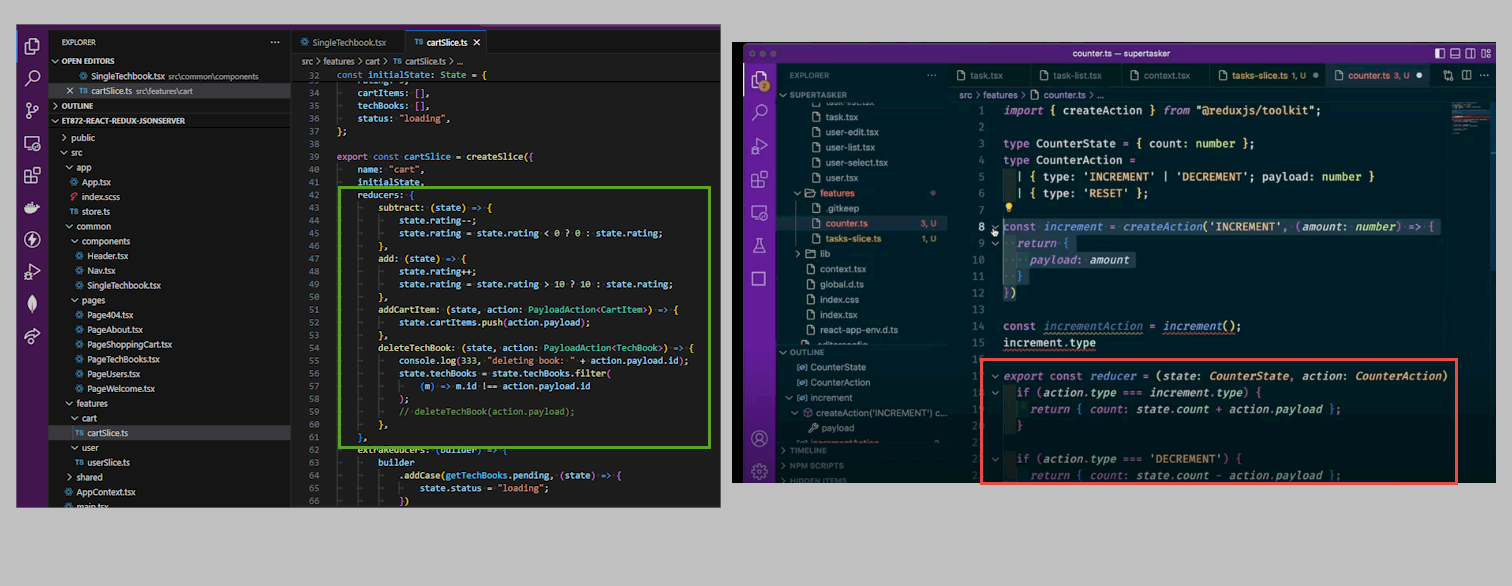 EXPLORER
OPEN EDITORS
SingleTechbook.tsx src\common\components
cartSlice.ts src\features\cart
OUTLINE
ET872-REACT-REDUX-JSONSERVER
public
src
app
App.tsx
index.scss
store.ts
common
components
Header.tsx
Nav.tsx
SingleTechbook.tsx
pages
Page404.tsx
PageAbout.tsx
PageShoppingCart.tsx
PageTechBooks.tsx
PageUsers.tsx
PageWelcome.tsx
features
cart
cartSlice.ts
user
userSlice.ts
shared
AppContext.tsx
main.tsx
SingleTechbook.tsx
TS cartSlice.ts
src > features > cart > TS cartSlice.ts > ...
32 const initialState: State = {
34 cartItems: [],
35 techBooks: [],
36 status: "loading",
37 };
38
39 export const cartSlice = createSlice({
40 name: "cart",
41 initialState,
42 reducers: {
43 subtract: (state) => {
44 state.rating--;
45 state.rating = state.rating < 0 ? 0 : state.rating;
46 },
47 add: (state) => {
48 state.rating++;
49 state.rating = state.rating > 10 ? 10 : state.rating;
50 },
51 addCartItem: (state, action: PayloadAction<CartItem>) => {
52 state.cartItems.push(action.payload);
53 },
54 deleteTechBook: (state, action: PayloadAction<TechBook>) => {
55 console.log(333, "deleting book: " + action.payload.id);
56 state.techBooks = state.techBooks.filter(
57 (m) => m.id !== action.payload.id
58 );
59 // deleteTechBook(action.payload);
60 },
61 },
62 extraReducers: (builder) => {
63 builder
64 .addCase(getTechBooks.pending, (state) => {
65 state.status = "loading";
66 })
counter.ts — supertasker
EXPLORER
SUPERTASKER
task-list.tsx
task.tsx
user-edit.tsx
user-list.tsx
user-select.tsx
user.tsx
features
.gitkeep
counter.ts 3, U
tasks-slice.ts 1, U
lib
context.tsx
global.d.ts
index.css
index.tsx
react-app-env.d.ts
.editorconfig
OUTLINE
CounterState
CounterAction
increment
createAction('INCREMENT') c...
payload
incrementAction
TIMELINE
NPM SCRIPTS
HIDDEN ITEMS
task.tsx
task-list.tsx
context.tsx
tasks-slice.ts 1, U
counter.ts 3, U
src > features > counter.ts > ...
1 import { createAction } from "@reduxjs/toolkit";
2
3 type CounterState = { count: number };
4 type CounterAction =
5 | { type: 'INCREMENT' | 'DECREMENT'; payload: number }
6 | { type: 'RESET' };
7
8 const increment = createAction('INCREMENT', (amount: number) => {
9 return {
10 payload: amount
11 }
12 })
13
14 const incrementAction = increment();
15 increment.type
export const reducer = (state: CounterState, action: CounterAction)
if (action.type === increment.type) {
return { count: state.count + action.payload };
}
if (action.type === 'DECREMENT') {
return { count: state.count - action.payload };